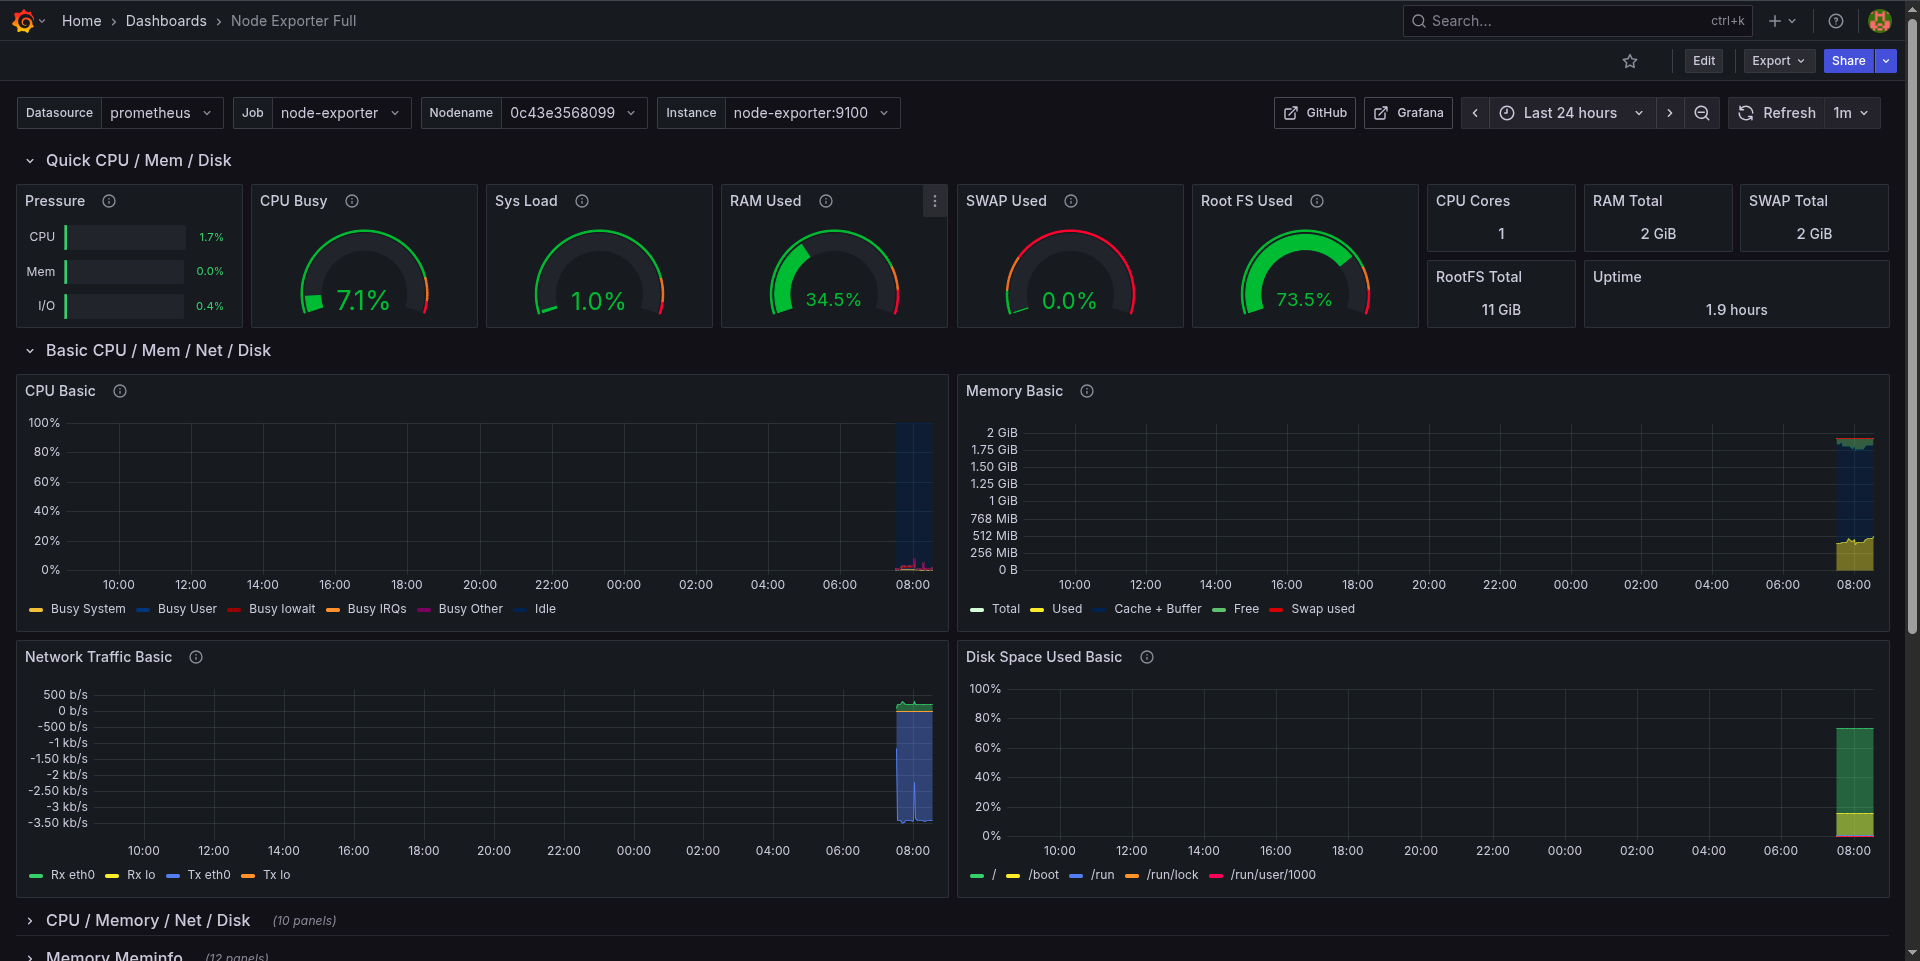 Home › Dashboards › Node Exporter Full
Search... ctrl+k
Edit Export Share
Datasource prometheus Job node-exporter Nodename 0c43e3568099 Instance node-exporter:9100 GitHub Grafana Last 24 hours Refresh 1m
Quick CPU / Mem / Disk
Pressure
CPU 1.7%
Mem 0.0%
I/O 0.4%
CPU Busy
7.1%
Sys Load
1.0%
RAM Used
34.5%
SWAP Used
0.0%
Root FS Used
73.5%
CPU Cores
1
RAM Total
2 GiB
SWAP Total
2 GiB
RootFS Total
11 GiB
Uptime
1.9 hours
Basic CPU / Mem / Net / Disk
CPU Basic
100%
80%
60%
40%
20%
0%
10:00 12:00 14:00 16:00 18:00 20:00 22:00 00:00 02:00 04:00 06:00 08:00
Busy System Busy User Busy Iowait Busy IRQs Busy Other Idle
Memory Basic
2 GiB
1.75 GiB
1.50 GiB
1.25 GiB
1 GiB
768 MiB
512 MiB
256 MiB
0 B
10:00 12:00 14:00 16:00 18:00 20:00 22:00 00:00 02:00 04:00 06:00 08:00
Total Used Cache + Buffer Free Swap used
Network Traffic Basic
500 b/s
0 b/s
-500 b/s
-1 kb/s
-1.50 kb/s
-2 kb/s
-2.50 kb/s
-3 kb/s
-3.50 kb/s
10:00 12:00 14:00 16:00 18:00 20:00 22:00 00:00 02:00 04:00 06:00 08:00
Rx eth0 Rx lo Tx eth0 Tx lo
Disk Space Used Basic
100%
80%
60%
40%
20%
0%
10:00 12:00 14:00 16:00 18:00 20:00 22:00 00:00 02:00 04:00 06:00 08:00
/ /boot /run /run/lock /run/user/1000
CPU / Memory / Net / Disk (10 panels)
Memory Meminfo (12 panels)